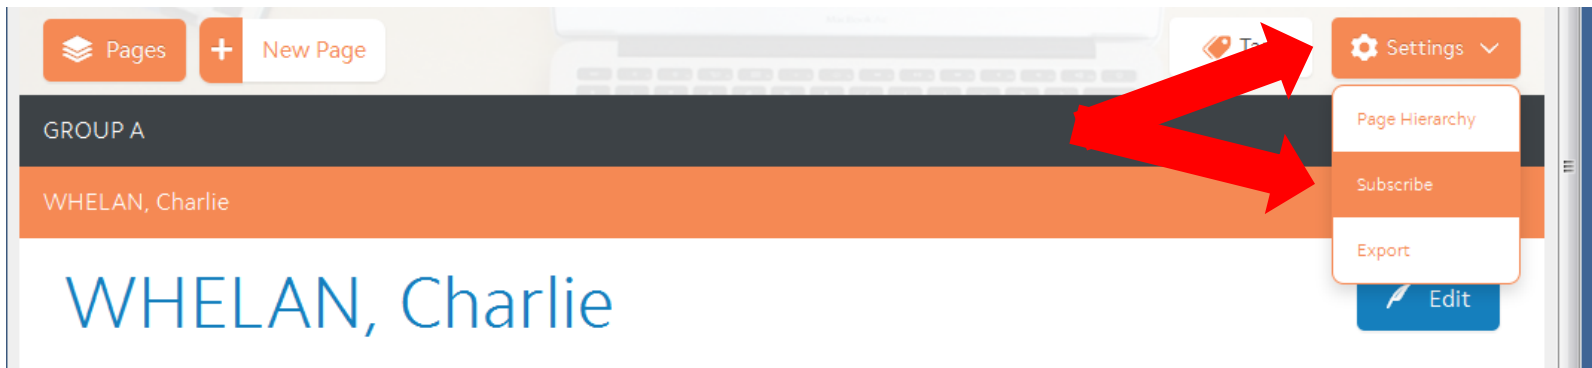 Pages
New Page
Settings
Page Hierarchy
GROUP A
Subscribe
WHELAN, Charlie
Export
WHELAN, Charlie
Edit